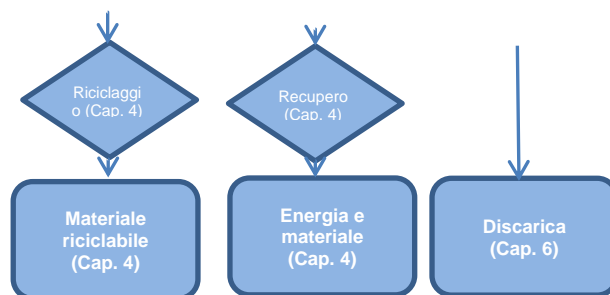 Riciclaggi
o (Cap. 4)
Recupero
(Cap. 4)
Materiale
riciclabile
(Cap. 4)
Energia e
materiale
(Cap. 4)
Discarica
(Cap. 6)